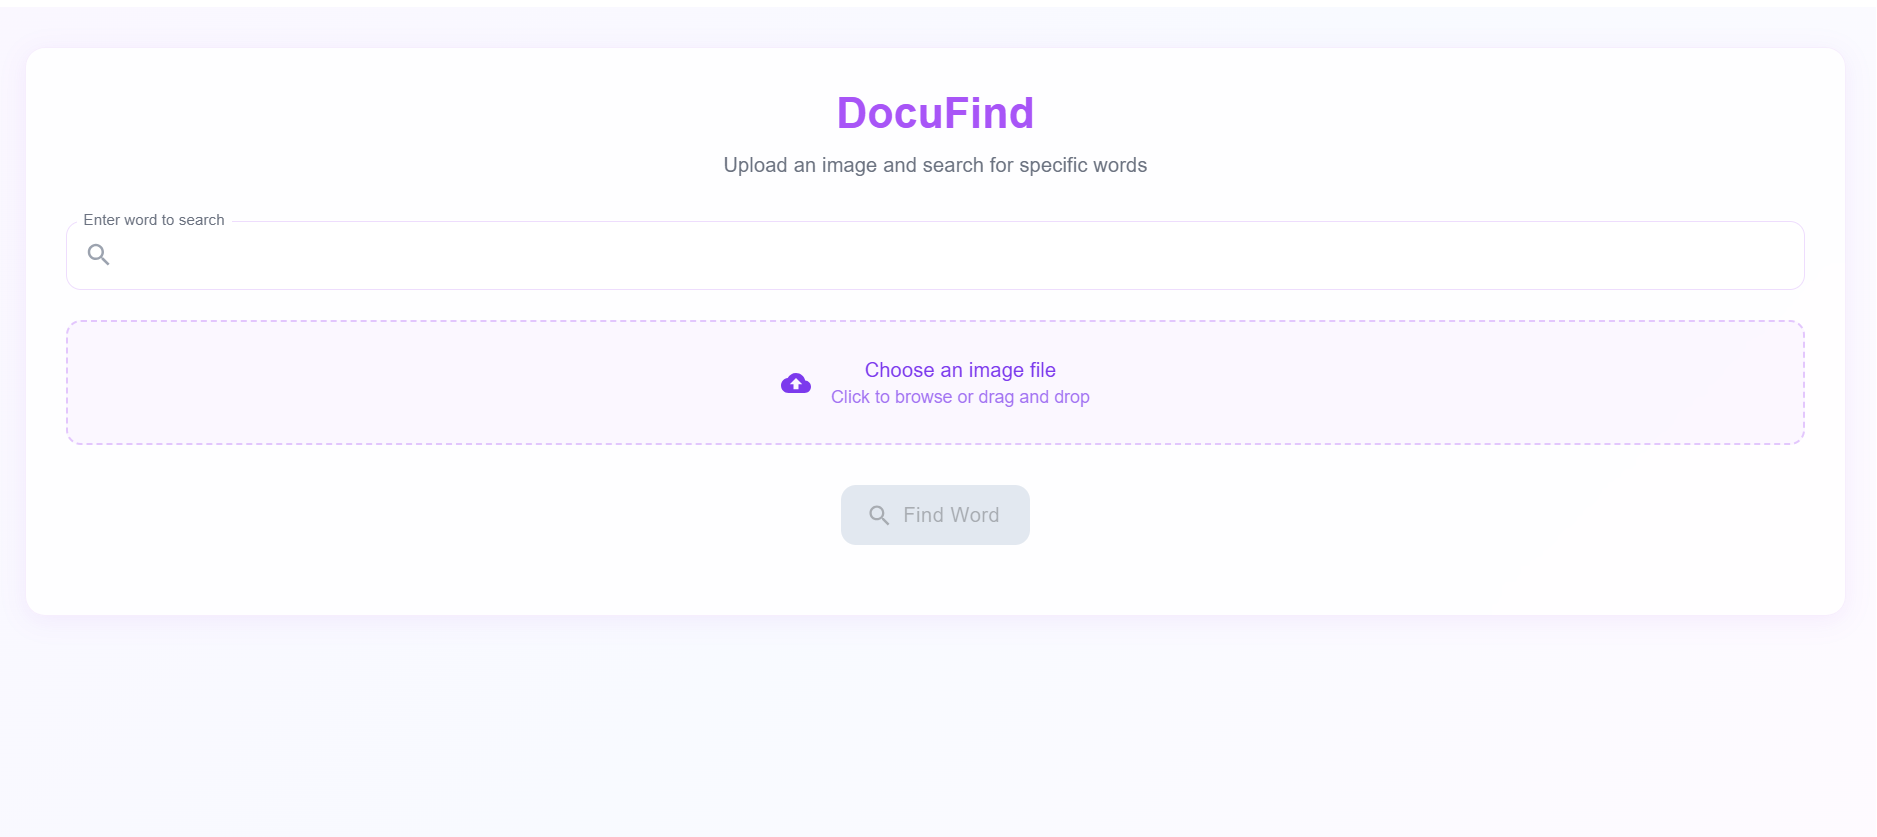 DocuFind
Upload an image and search for specific words
Enter word to search
Choose an image file
Click to browse or drag and drop
Find Word